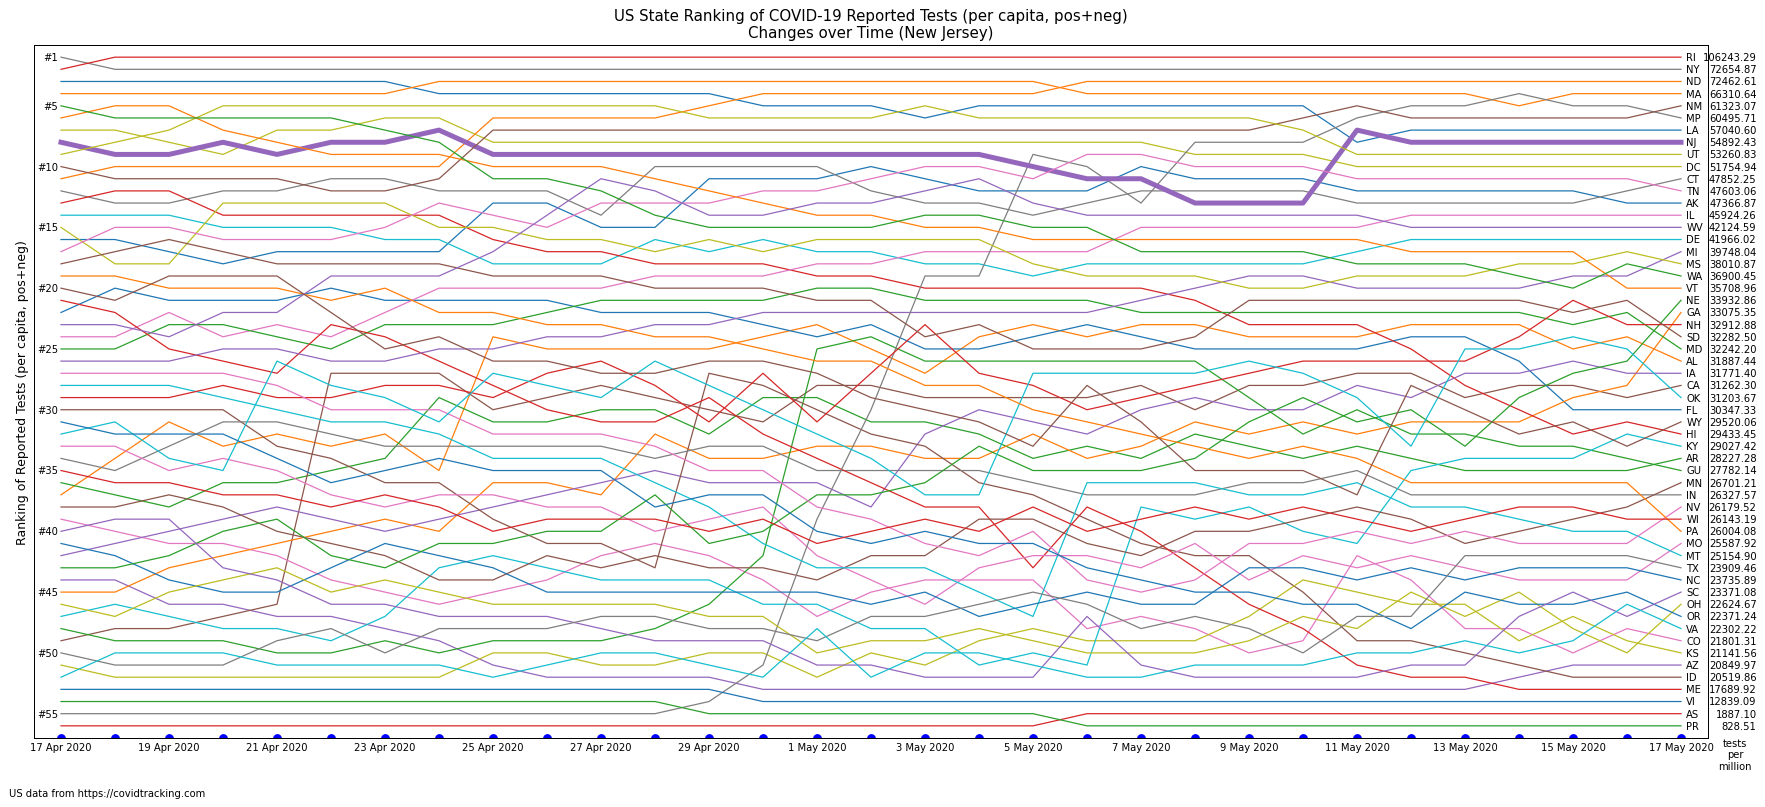 US State Ranking of COVID-19 Reported Tests (per capita, pos+neg)
Changes over Time (New Jersey)
Ranking of Reported Tests (per capita, pos+neg)
#1
#5
#10
#15
#20
#25
#30
#35
#40
#45
#50
#55
RI 106243.29
NY 72654.87
ND 72462.61
MA 66310.64
NM 61323.07
MP 60495.71
LA 57040.60
NJ 54892.43
UT 53260.83
DC 51754.94
CT 47852.25
TN 47603.06
AK 47366.87
IL 45924.26
WV 42124.59
DE 41966.02
MI 39748.04
MS 38010.87
WA 36900.45
VT 35708.96
NE 33932.86
GA 33075.35
NH 32912.88
SD 32282.50
MD 32242.20
AL 31887.44
IA 31771.40
CA 31262.30
OK 31203.67
FL 30347.33
WY 29520.06
HI 29433.45
KY 29027.42
AR 28227.28
GU 27782.14
MN 26701.21
IN 26327.57
NV 26179.52
WI 26143.19
PA 26004.08
MO 25587.92
MT 25154.90
TX 23909.46
NC 23735.89
SC 23371.08
OH 22624.67
OR 22371.24
VA 22302.22
CO 21801.31
KS 21141.56
AZ 20849.97
ID 20519.86
ME 17689.92
VI 12839.09
AS 1887.10
PR 828.51
17 Apr 2020 19 Apr 2020 21 Apr 2020 23 Apr 2020 25 Apr 2020 27 Apr 2020 29 Apr 2020 1 May 2020 3 May 2020 5 May 2020 7 May 2020 9 May 2020 11 May 2020 13 May 2020 15 May 2020 17 May 2020
tests
per
million
US data from https://covidtracking.com